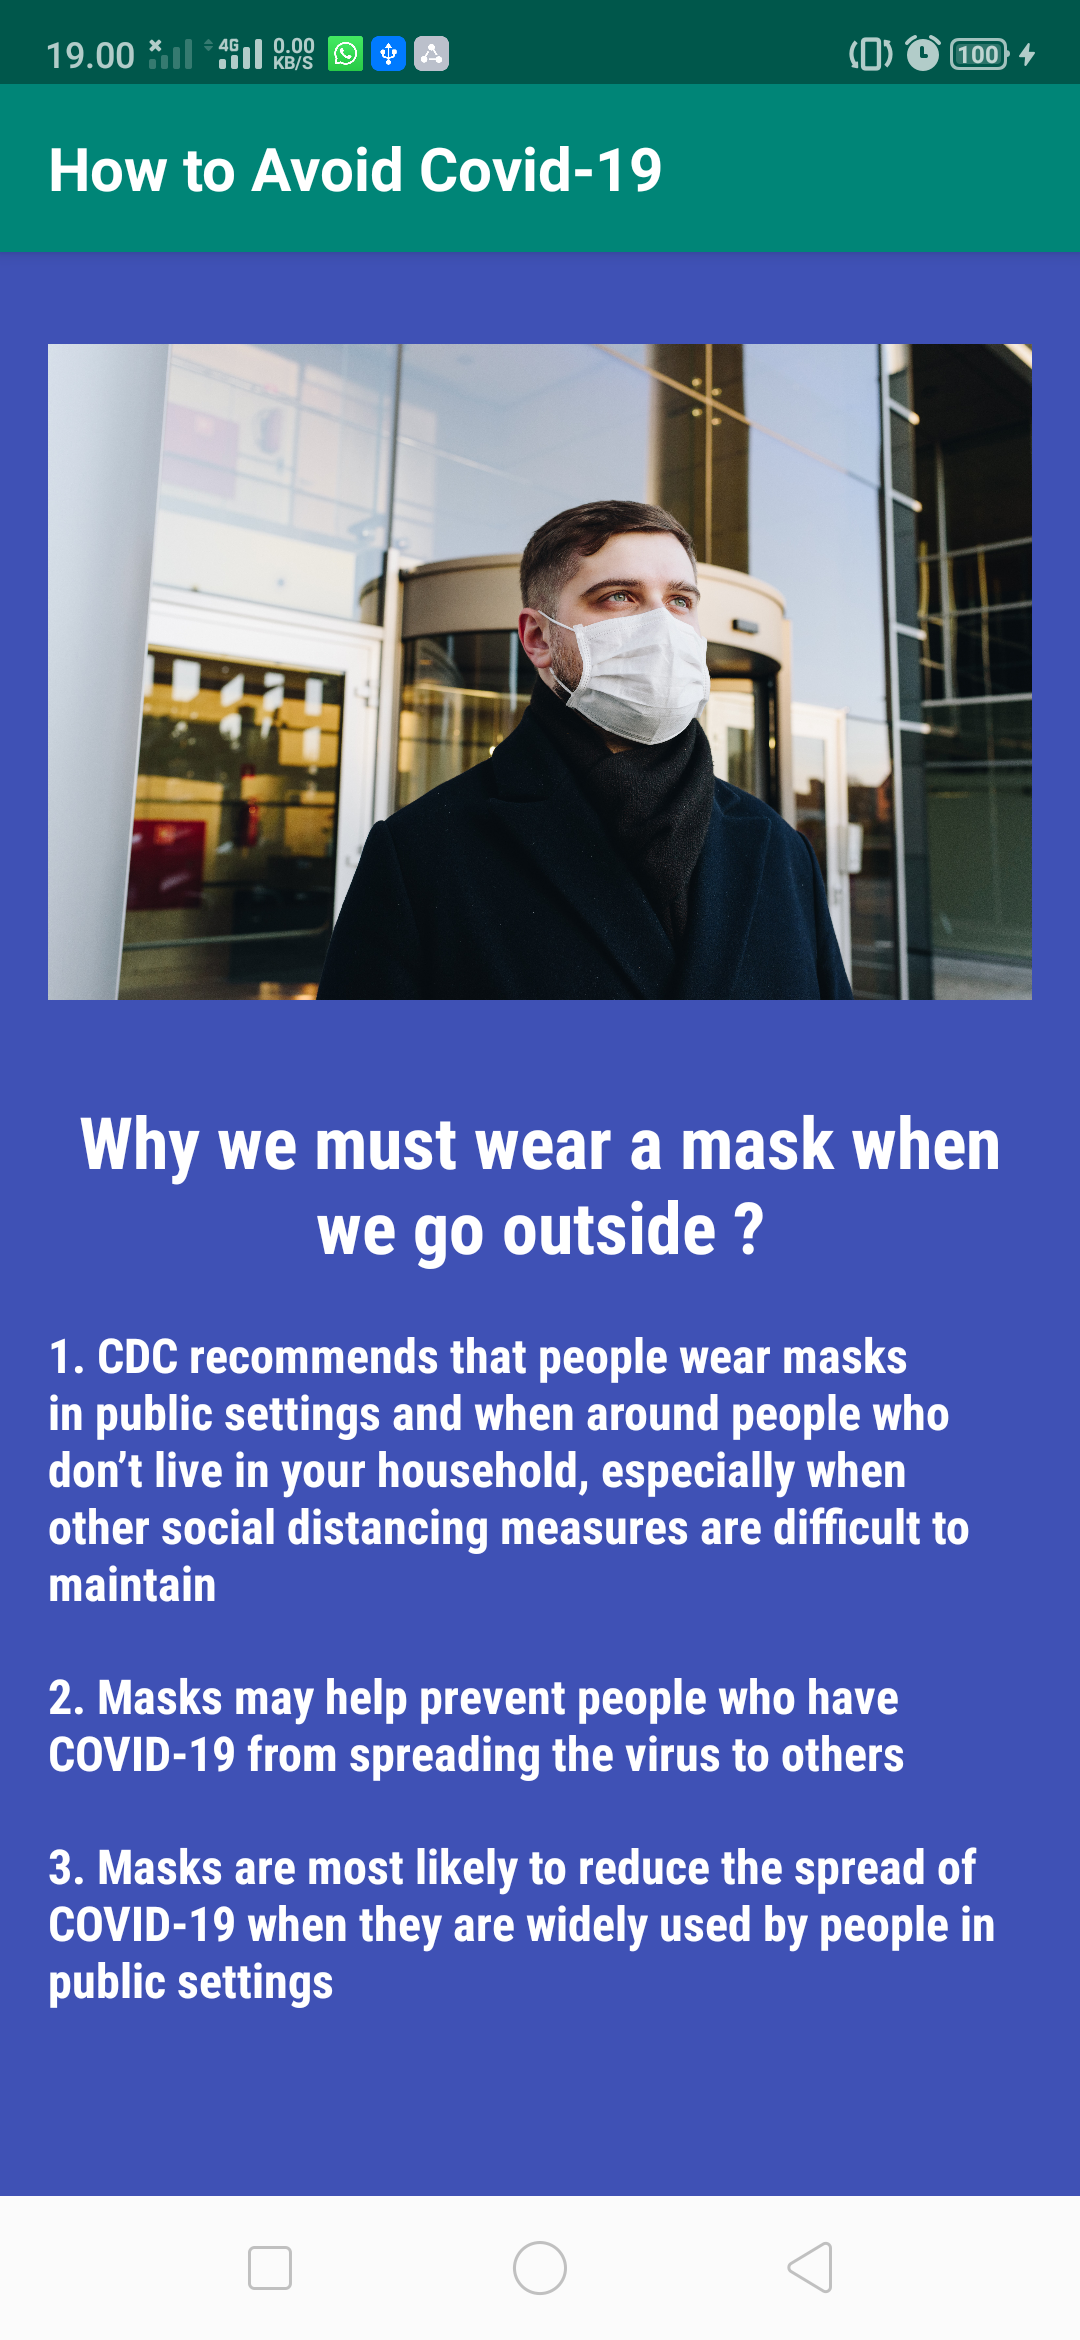 19.00 4G 0.00 KB/S 100
How to Avoid Covid-19
Why we must wear a mask when
we go outside ?
1. CDC recommends that people wear masks
in public settings and when around people who
don’t live in your household, especially when
other social distancing measures are difficult to
maintain
2. Masks may help prevent people who have
COVID-19 from spreading the virus to others
3. Masks are most likely to reduce the spread of
COVID-19 when they are widely used by people in
public settings